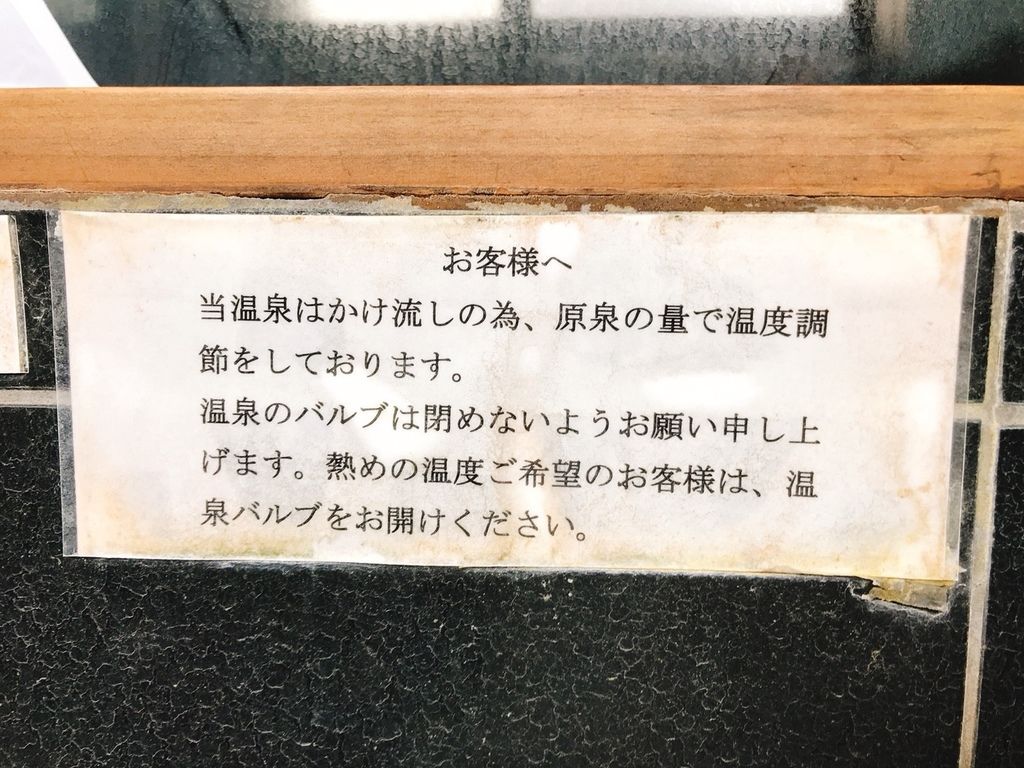 お客様へ
当温泉はかけ流しの為、原泉の量で温度調
節をしております。
温泉のバルブは閉めないようお願い申し上
げます。熱めの温度ご希望のお客様は、温
泉バルブをお開けください。